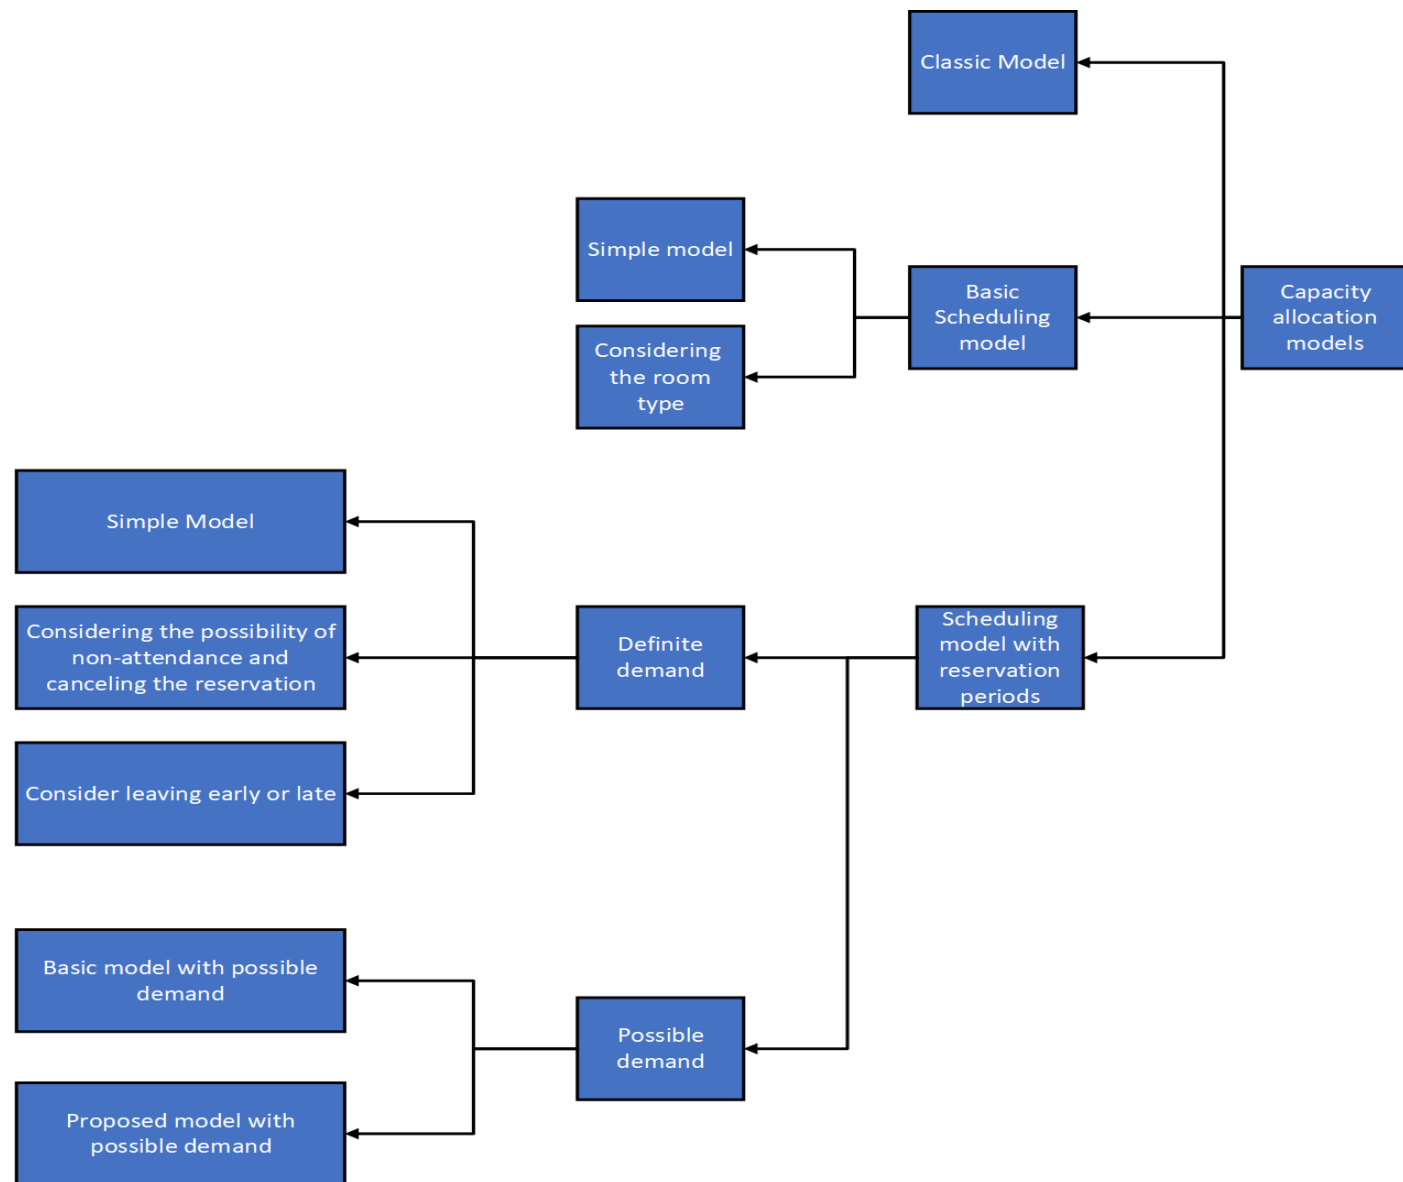 Classic Model
Simple model
Basic
Scheduling
model
Capacity
allocation
models
Considering
the room
type
Simple Model
Considering the possibility of
non-attendance and
canceling the reservation
Definite
demand
Scheduling
model with
reservation
periods
Consider leaving early or late
Basic model with possible
demand
Possible
demand
Proposed model with
possible demand